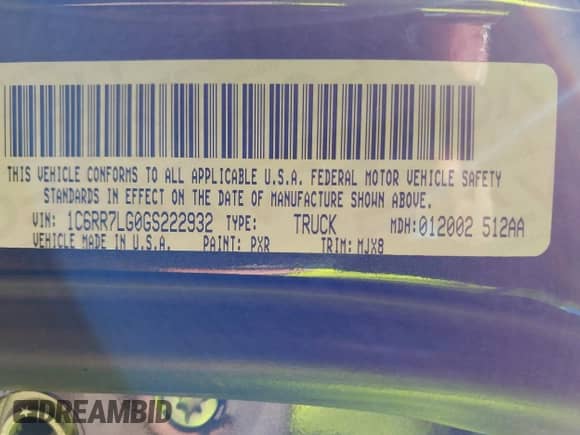 THIS VEHICLE CONFORMS TO ALL APPLICABLE U.S.A. FEDERAL MOTOR VEHICLE SAFETY
STANDARDS IN EFFECT ON THE DATE OF MANUFACTURE SHOWN ABOVE.
VIN: 1C6RR7LG0GS222932 TYPE: TRUCK MDH:012002 512AA
VEHICLE MADE IN U.S.A. PAINT: PXR TRIM: MJX8
DREAMBID